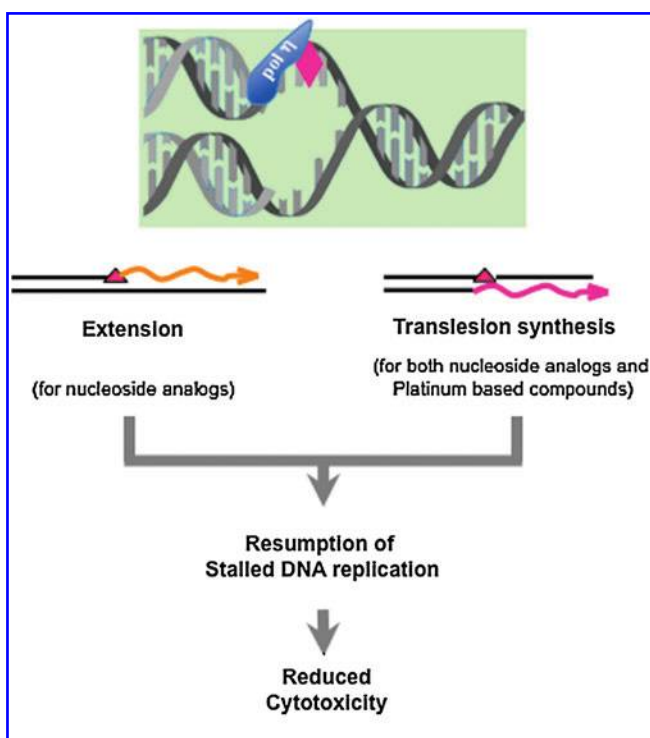 pol η
Extension
(for nucleoside analogs)
Translesion synthesis
(for both nucleoside analogs and
Platinum based compounds)
Resumption of
Stalled DNA replication
Reduced
Cytotoxicity